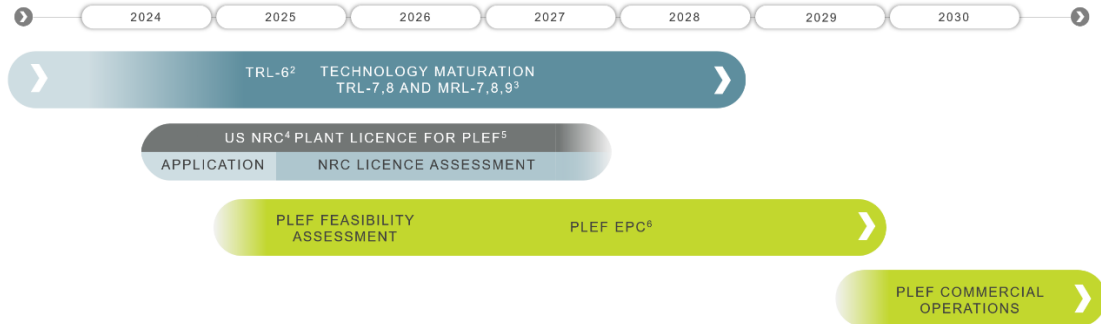 2024 2025 2026 2027 2028 2029 2030
TRL-6² TECHNOLOGY MATURATION
TRL-7,8 AND MRL-7,8,9³
US NRC⁴ PLANT LICENCE FOR PLEF⁵
APPLICATION NRC LICENCE ASSESSMENT
PLEF FEASIBILITY
ASSESSMENT
PLEF EPC⁶
PLEF COMMERCIAL
OPERATIONS